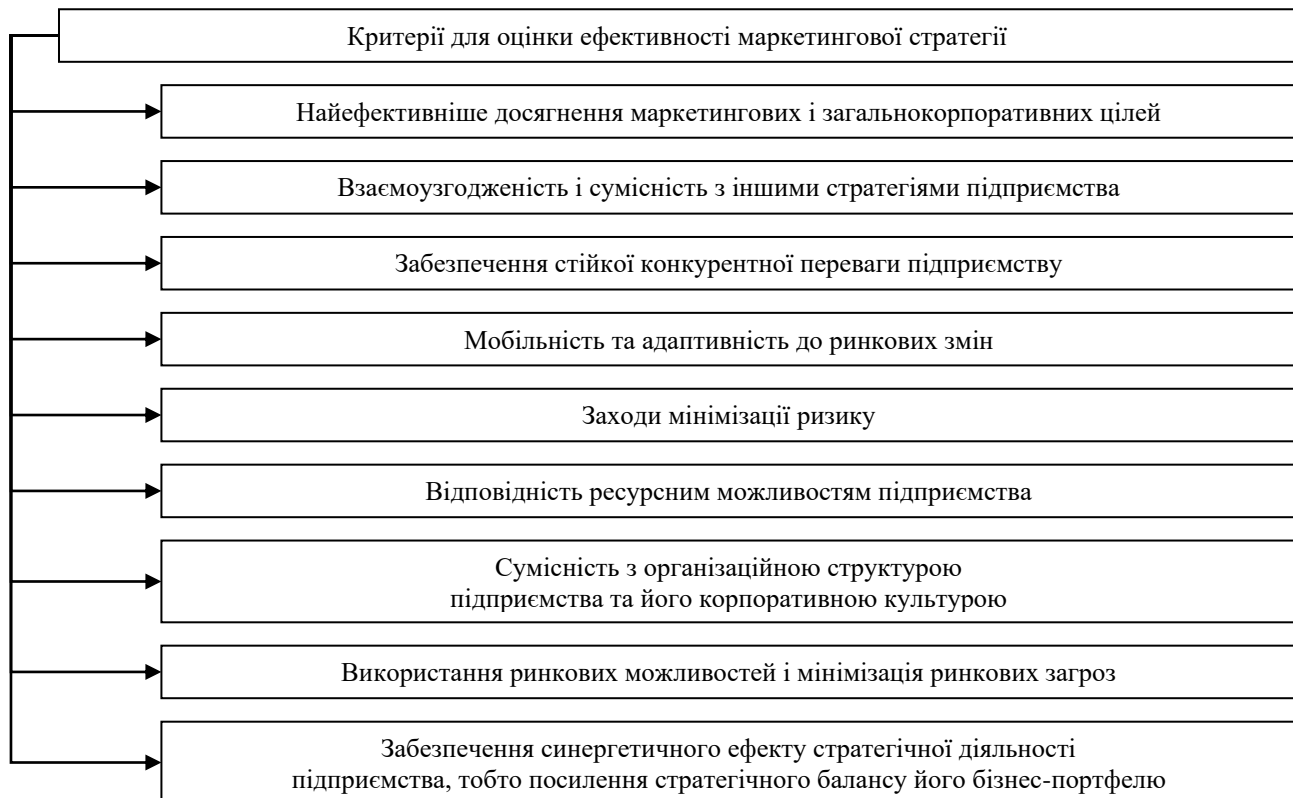 Критерії для оцінки ефективності маркетингової стратегії
Найефективніше досягнення маркетингових і загальнокорпоративних цілей
Взаємоузгодженість і сумісність з іншими стратегіями підприємства
Забезпечення стійкої конкурентної переваги підприємству
Мобільність та адаптивність до ринкових змін
Заходи мінімізації ризику
Відповідність ресурсним можливостям підприємства
Сумісність з організаційною структурою
підприємства та його корпоративною культурою
Використання ринкових можливостей і мінімізація ринкових загроз
Забезпечення синергетичного ефекту стратегічної діяльності
підприємства, тобто посилення стратегічного балансу його бізнес-портфелю